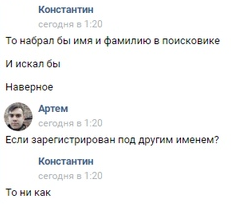 Константин
сегодня в 1:20
То набрал бы имя и фамилию в поисковике
И искал бы
Наверное
Артем
сегодня в 1:20
Если зарегистрирован под другим именем?
Константин
сегодня в 1:20
То ни как